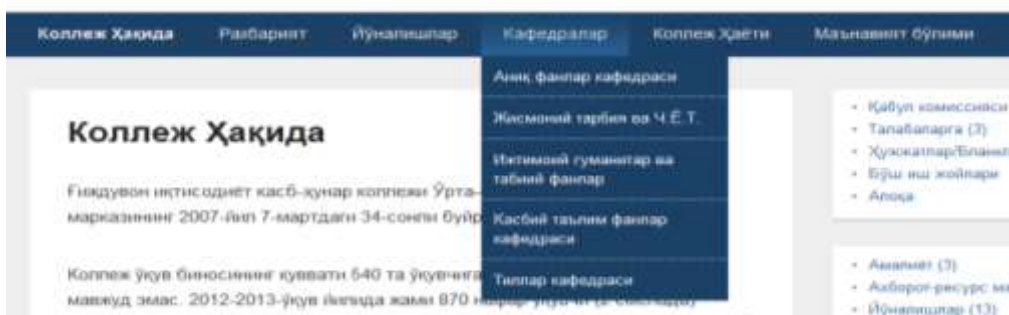 Коллеж Ҳақида Раҳбарият Йўналишлар Кафедралар Коллеж Ҳаёти Маънавият бўлими
Аниқ фанлар кафедраси
Жисмоний тарбия ва Ч.Ё.Т.
Ижтимоий гуманитар ва
табиий фанлар
Касбий таълим фанлар
кафедраси
Тиллар кафедраси
Коллеж Ҳақида
Ғиждувон иқтисодиёт касб-ҳунар коллежи Ўрта-
марказининг 2007-йил 7-мартдаги 34-сонли буйр
Коллеж ўқув биносининг қуввати 640 та ўқувчига
мавжуд эмас. 2012-2013-ўқув йилида жами 870
Қабул комиссияси
Талабаларга (3)
Ҳужжатлар/Бланкл
Бўш иш жойлари
Алоқа
Амалиёт (3)
Ахборот-ресурс ма
Йўналишлар (13)